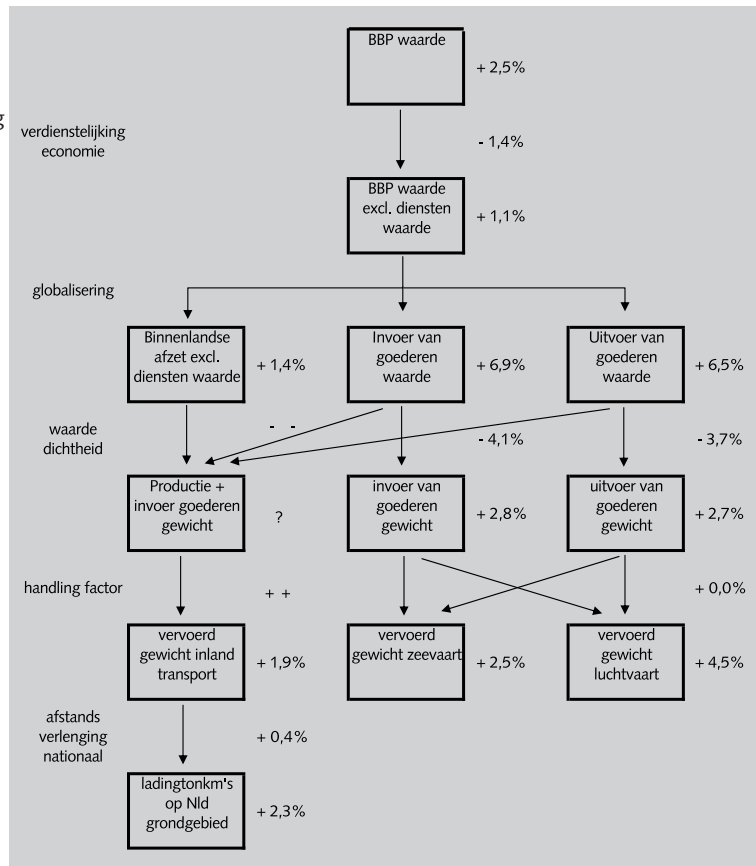 BBP waarde
+ 2,5%
g
verdienstelijking
economie
- 1,4%
BBP waarde
excl. diensten
waarde
+ 1,1%
globalisering
Binnenlandse
afzet excl.
diensten waarde
+ 1,4%
Invoer van
goederen
waarde
+ 6,9%
Uitvoer van
goederen
waarde
+ 6,5%
waarde
dichtheid
- -
- 4,1%
- 3,7%
Productie +
invoer goederen
gewicht
?
invoer van
goederen
gewicht
+ 2,8%
uitvoer van
goederen
gewicht
+ 2,7%
handling factor
+ +
+ 0,0%
vervoerd
gewicht inland
transport
+ 1,9%
vervoerd
gewicht zeevaart
+ 2,5%
vervoerd
gewicht
luchtvaart
+ 4,5%
afstands
verlenging
nationaal
+ 0,4%
ladingtonkm's
op Nld
grondgebied
+ 2,3%